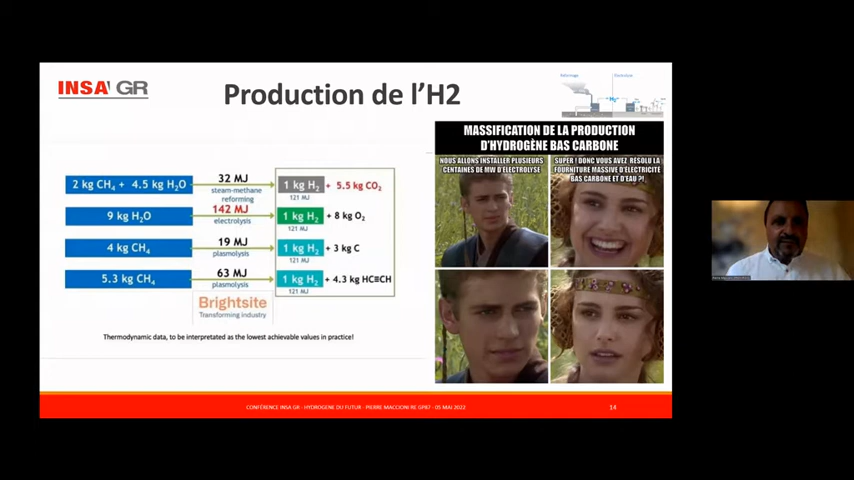 INSA GR
Production de l'H2
Electrolyse
H₂
MASSIFICATION DE LA PRODUCTION
D'HYDROGÈNE BAS CARBONE
NOUS ALLONS INSTALLER PLUSIEURS
CENTAINES DE MW D'ELECTROLYSE
SUPER ! DONC VOUS AVEZ RÉSOLU LA
FOURNITURE MASSIVE D'ÉLECTRICITÉ
BAS CARBONE ET D'EAU ?!
2 kg CH₄ + 4.5 kg H₂O
32 MJ
steam-methane
reforming
1 kg H₂
+ 5.5 kg CO₂
121 MJ
9 kg H₂O
142 MJ
electrolysis
1 kg H₂
+ 8 kg O₂
121 MJ
4 kg CH₄
19 MJ
plasmolysis
1 kg H₂
+ 3 kg C
121 MJ
5.3 kg CH₄
63 MJ
plasmolysis
1 kg H₂
+ 4.3 kg HC≡CH
121 MJ
Brightsite
Transforming industry
Thermodynamic data, to be interpretated as the lowest achievable values in practice!
CONFÉRENCE INSA GR - HYDROGENE DU FUTUR - PIERRE MACCIONI RE GP87 - 05 MAI 2022
14